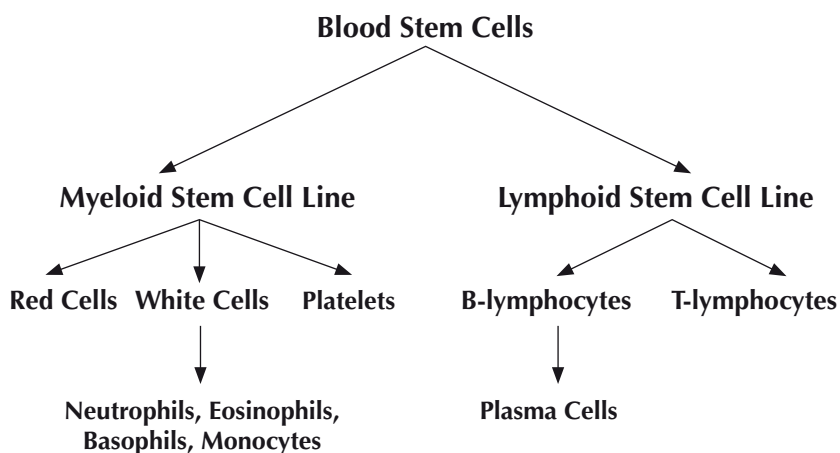 Blood Stem Cells
Myeloid Stem Cell Line
Lymphoid Stem Cell Line
Red Cells
White Cells
Platelets
B-lymphocytes
T-lymphocytes
Neutrophils, Eosinophils,
Basophils, Monocytes
Plasma Cells